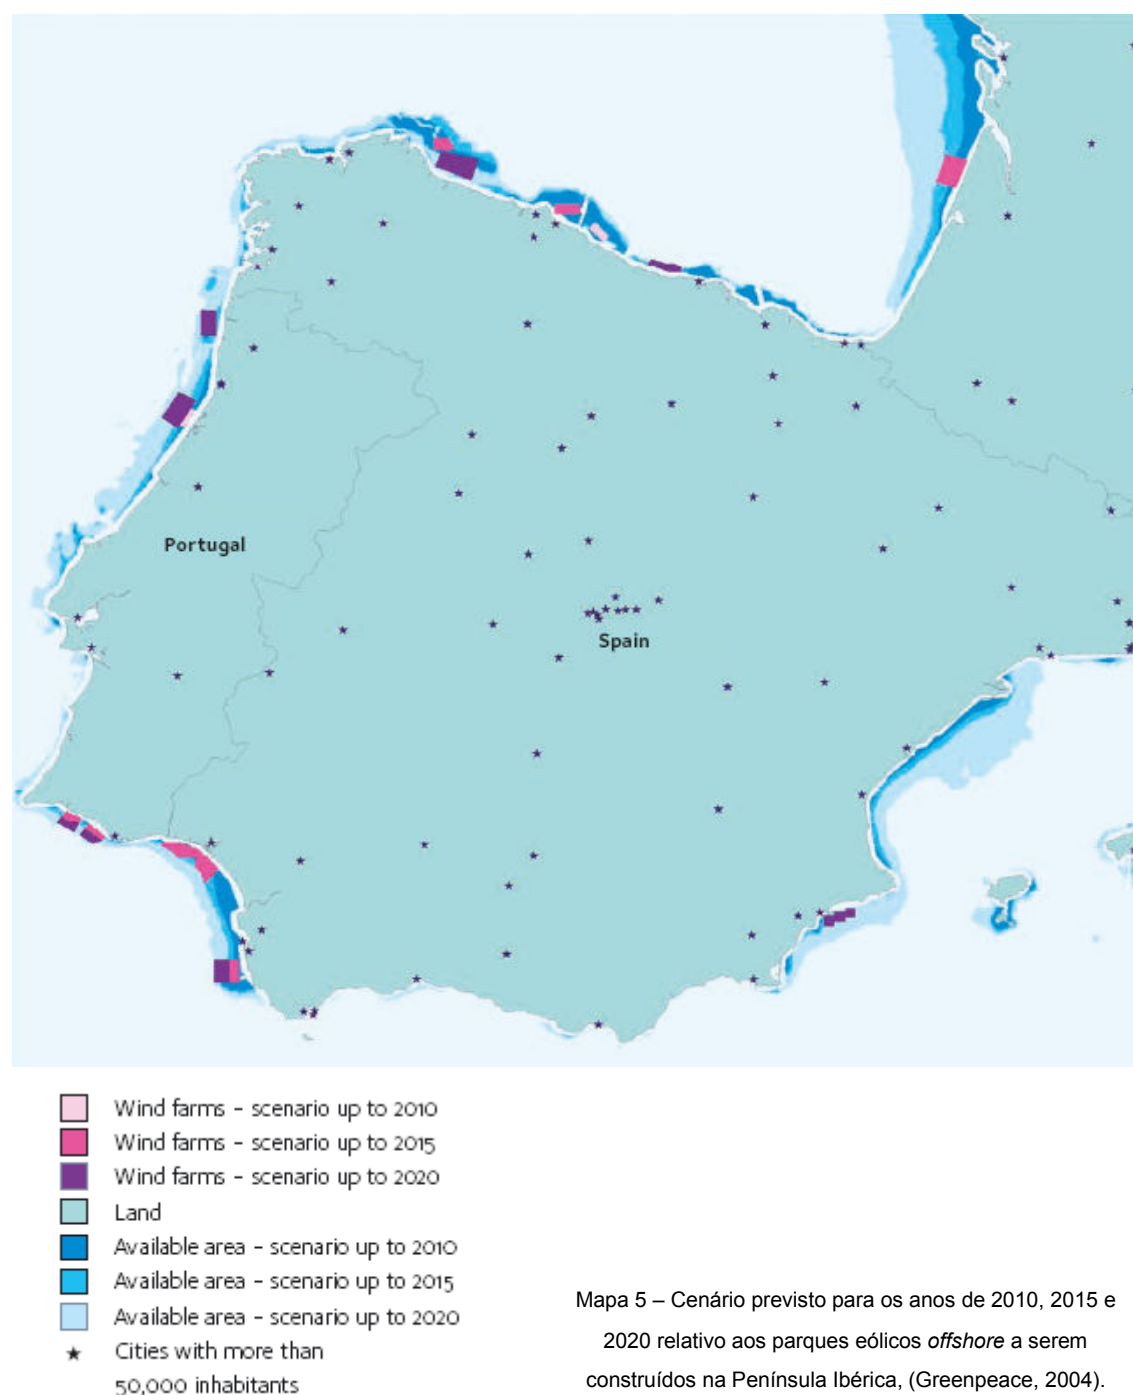 Portugal
Spain
Wind farms - scenario up to 2010
Wind farms - scenario up to 2015
Wind farms - scenario up to 2020
Land
Available area - scenario up to 2010
Available area - scenario up to 2015
Available area - scenario up to 2020
Cities with more than
50,000 inhabitants
Mapa 5 – Cenário previsto para os anos de 2010, 2015 e
2020 relativo aos parques eólicos offshore a serem
construídos na Península Ibérica, (Greenpeace, 2004).